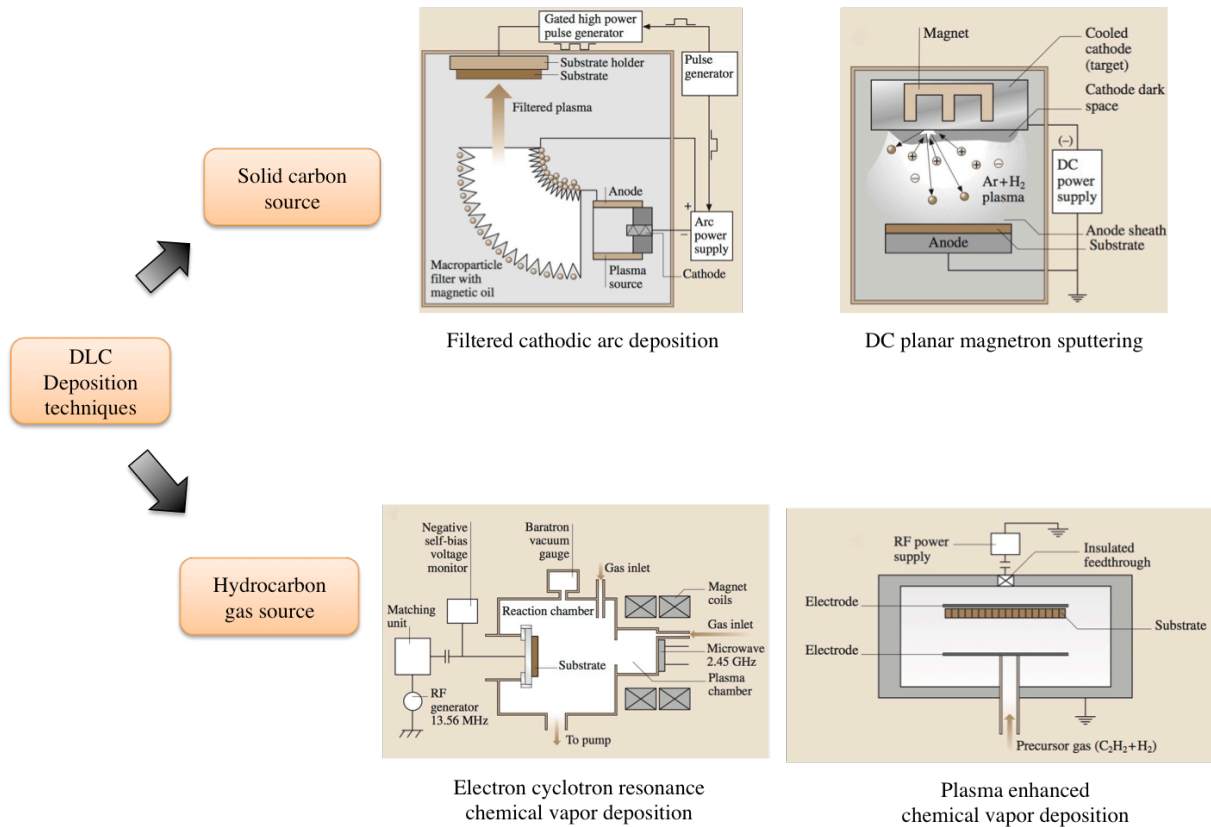 Gated high power
pulse generator
Substrate holder
Substrate
Pulse
generator
Filtered plasma
Anode
+
−
Arc
power
supply
Macroparticle
filter with
magnetic oil
Plasma
source
Cathode
Filtered cathodic arc deposition
Magnet
Cooled
cathode
(target)
Cathode dark
space
(−)
DC
power
supply
Ar+H₂
plasma
Anode sheath
Substrate
Anode
DC planar magnetron sputtering
Solid carbon
source
DLC
Deposition
techniques
Hydrocarbon
gas source
Negative
self-bias
voltage
monitor
Baratron
vacuum
gauge
Gas inlet
Magnet
coils
Matching
unit
Reaction chamber
Gas inlet
Substrate
Microwave
2.45 GHz
Plasma
chamber
RF
generator
13.56 MHz
To pump
Electron cyclotron resonance
chemical vapor deposition
RF power
supply
Insulated
feedthrough
Electrode
Substrate
Electrode
Precursor gas (C₂H₂+H₂)
Plasma enhanced
chemical vapor deposition